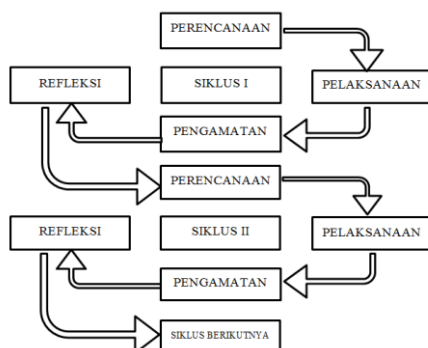 PERENCANAAN
REFLEKSI
SIKLUS I
PELAKSANAAN
PENGAMATAN
PERENCANAAN
REFLEKSI
SIKLUS II
PELAKSANAAN
PENGAMATAN
SIKLUS BERIKUTNYA